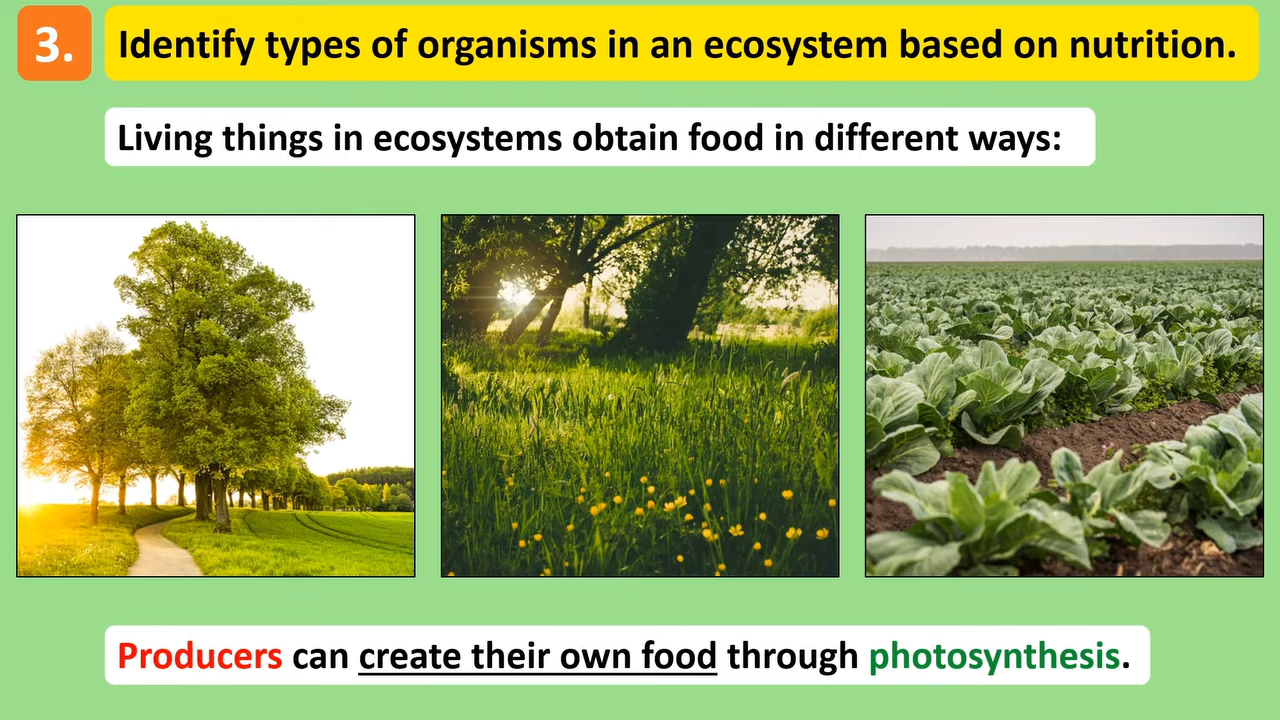 3.
Identify types of organisms in an ecosystem based on nutrition.
Living things in ecosystems obtain food in different ways:
Producers can create their own food through photosynthesis.